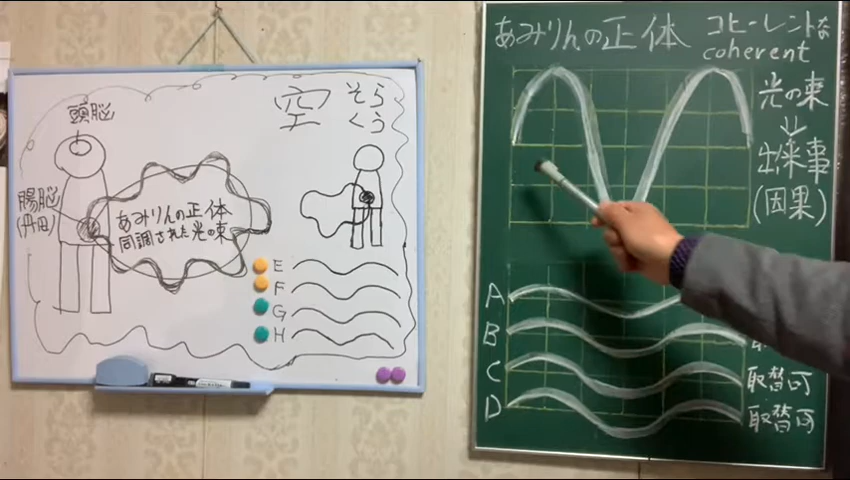 空 そら
くう
頭脳
腸脳
(丹田)
あみりんの正体
同調された光の束
E
F
G
H
あみりんの正体 コヒーレントな
coherent
光の束
出来事
(因果)
A
B
C 取替可
D 取替可